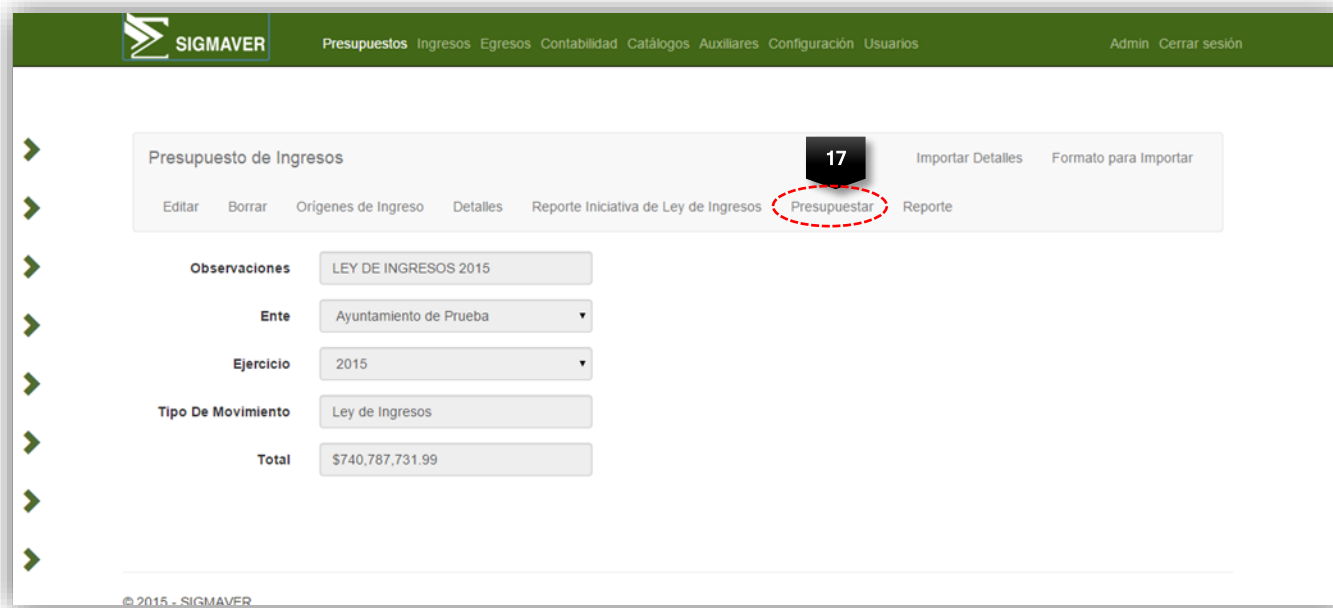 SIGMAVER Presupuestos Ingresos Egresos Contabilidad Catálogos Auxiliares Configuración Usuarios Admin Cerrar sesión
Presupuesto de Ingresos 17 Importar Detalles Formato para Importar
Editar Borrar Orígenes de Ingreso Detalles Reporte Iniciativa de Ley de Ingresos Presupuestar Reporte
Observaciones LEY DE INGRESOS 2015
Ente Ayuntamiento de Prueba
Ejercicio 2015
Tipo De Movimiento Ley de Ingresos
Total $740,787,731.99
© 2015 - SIGMAVER